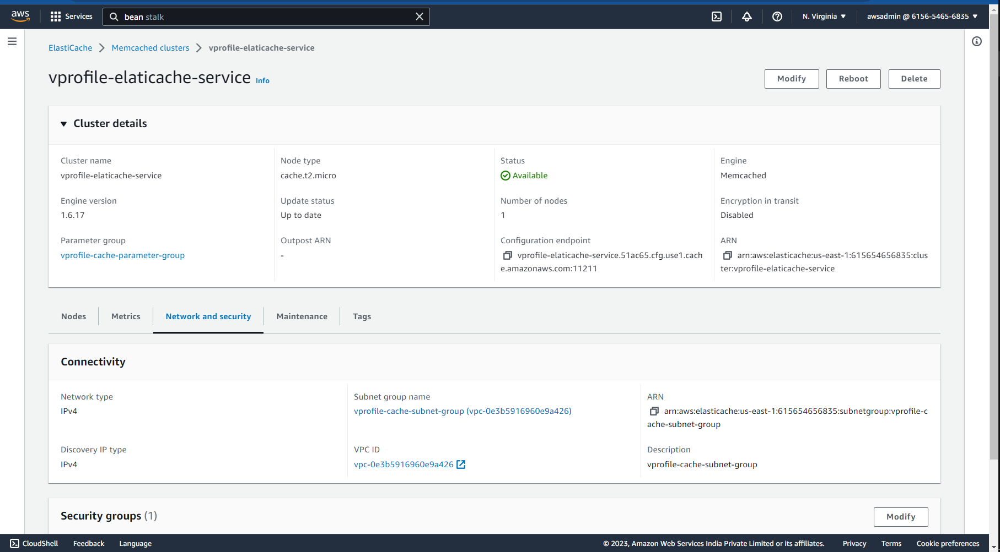 aws
Services
bean stalk
N. Virginia
awsadmin @ 6156-5465-6835
ElastiCache
Memcached clusters
vprofile-elaticache-service
vprofile-elaticache-service
Info
Modify
Reboot
Delete
Cluster details
Cluster name
vprofile-elaticache-service
Node type
cache.t2.micro
Status
Available
Engine
Memcached
Engine version
1.6.17
Update status
Up to date
Number of nodes
1
Encryption in transit
Disabled
Parameter group
vprofile-cache-parameter-group
Outpost ARN
-
Configuration endpoint
vprofile-elaticache-service.51ac65.cfg.use1.cach
e.amazonaws.com:11211
ARN
arn:aws:elasticache:us-east-1:615654656835:clus
ter:vprofile-elaticache-service
Nodes
Metrics
Network and security
Maintenance
Tags
Connectivity
Network type
IPv4
Subnet group name
vprofile-cache-subnet-group (vpc-0e3b5916960e9a426)
ARN
arn:aws:elasticache:us-east-1:615654656835:subnetgroup:vprofile-c
ache-subnet-group
Discovery IP type
IPv4
VPC ID
vpc-0e3b5916960e9a426
Description
vprofile-cache-subnet-group
Security groups (1)
Modify
CloudShell
Feedback
Language
© 2023, Amazon Web Services India Private Limited or its affiliates.
Privacy
Terms
Cookie preferences